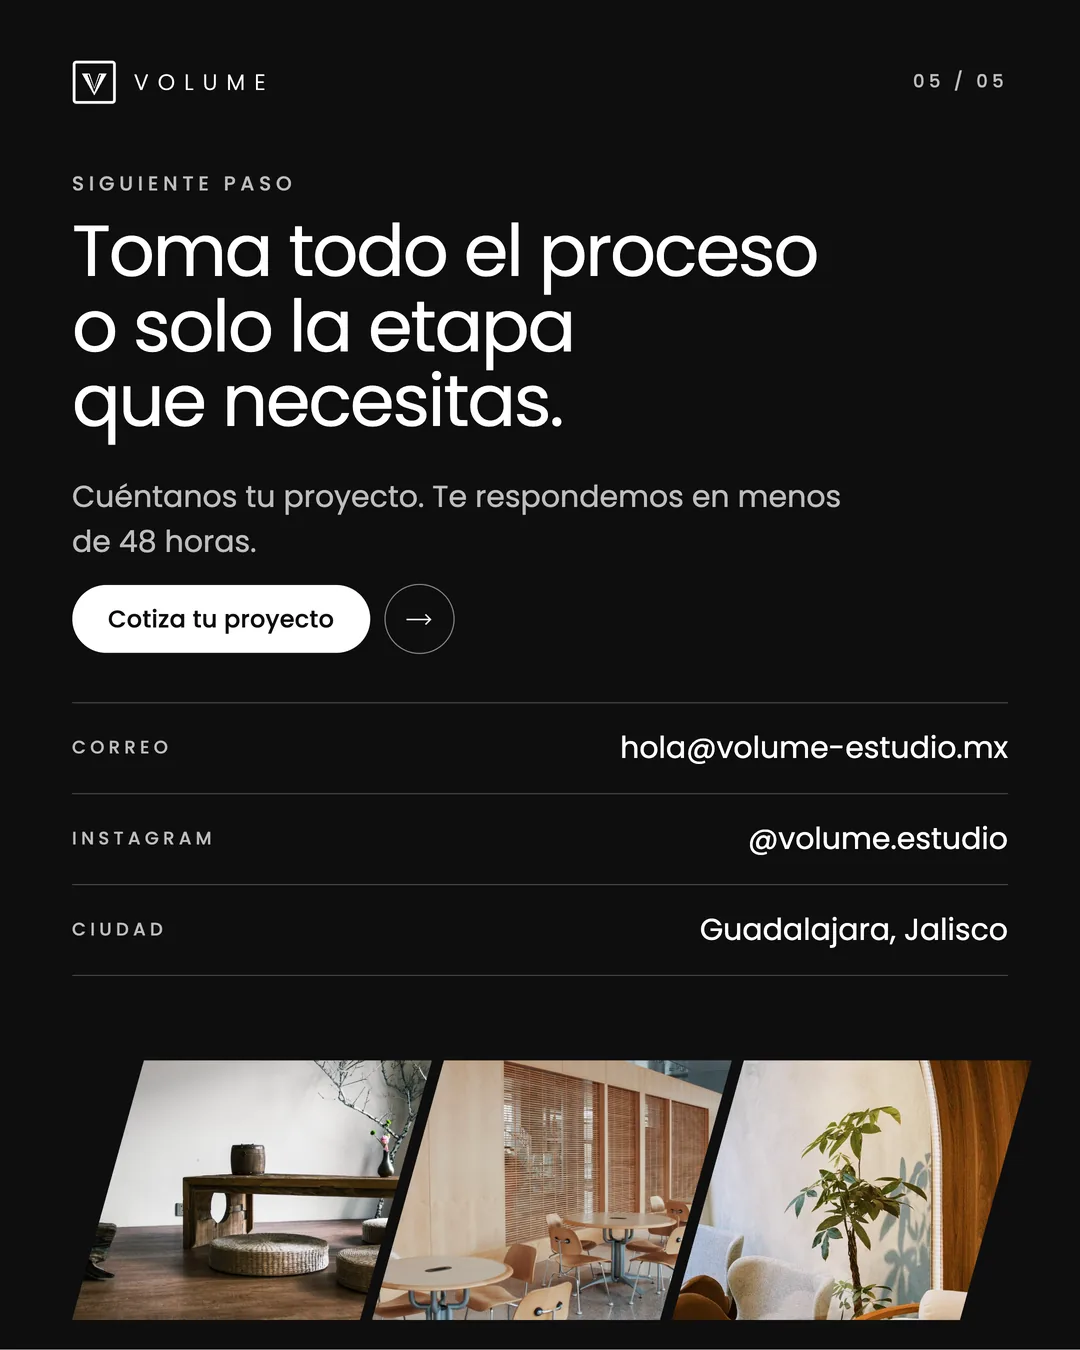 V VOLUME
05 / 05
SIGUIENTE PASO
Toma todo el proceso
o solo la etapa
que necesitas.
Cuéntanos tu proyecto. Te respondemos en menos
de 48 horas.
Cotiza tu proyecto →
CORREO
hola@volume-estudio.mx
INSTAGRAM
@volume.estudio
CIUDAD
Guadalajara, Jalisco